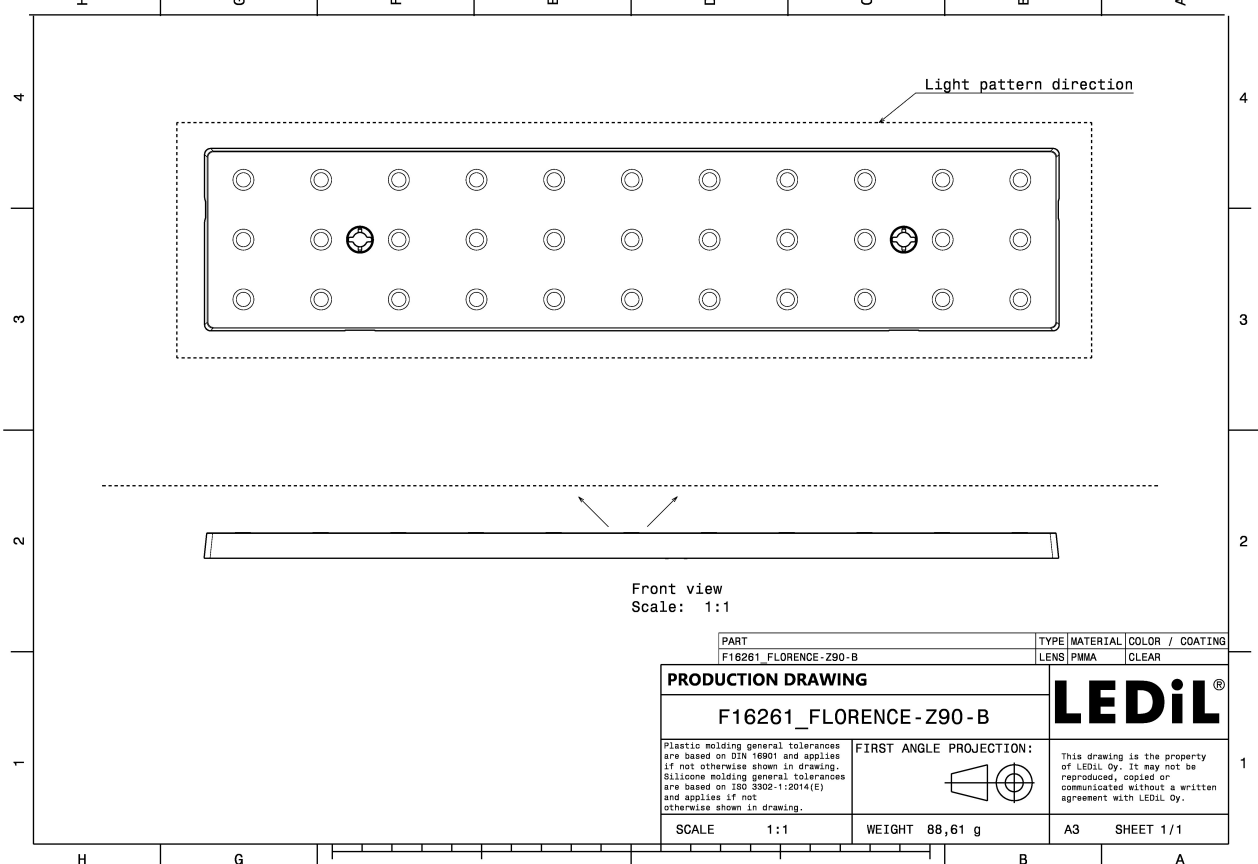 4
4
Light pattern direction
3
3
2
2
Front view
Scale: 1:1
PART TYPE MATERIAL COLOR / COATING
F16261_FLORENCE-Z90-B LENS PMMA CLEAR
PRODUCTION DRAWING
LEDiL®
F16261_FLORENCE-Z90-B
Plastic molding general tolerances
are based on DIN 16901 and applies
if not otherwise shown in drawing.
Silicone molding general tolerances
are based on ISO 3302-1:2014(E)
and applies if not
otherwise shown in drawing.
FIRST ANGLE PROJECTION:
This drawing is the property
of LEDiL Oy. It may not be
reproduced, copied or
communicated without a written
agreement with LEDiL Oy.
1
1
SCALE 1:1
WEIGHT 88,61 g
A3 SHEET 1/1
H G B A